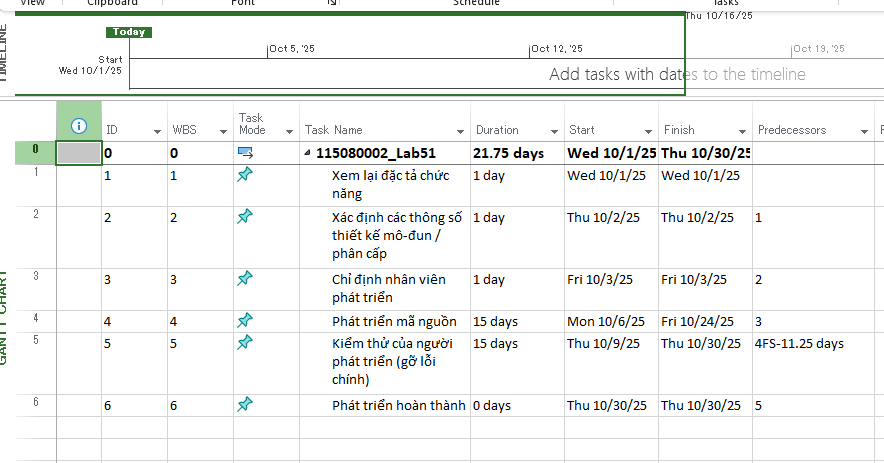 View Clipboard Font Schedule Tasks
Thu 10/16/25
TIMELINE
Today
Start
Wed 10/1/25
Oct 5, '25 Oct 12, '25 Oct 19, '25
Add tasks with dates to the timeline
GANTT CHART
ID WBS Task Mode Task Name Duration Start Finish Predecessors
0 0 0 115080002_Lab51 21.75 days Wed 10/1/25 Thu 10/30/25
1 1 1 Xem lại đặc tả chức 1 day Wed 10/1/25 Wed 10/1/25
năng
2 2 2 Xác định các thông số 1 day Thu 10/2/25 Thu 10/2/25 1
thiết kế mô-đun /
phân cấp
3 3 3 Chỉ định nhân viên 1 day Fri 10/3/25 Fri 10/3/25 2
phát triển
4 4 4 Phát triển mã nguồn 15 days Mon 10/6/25 Fri 10/24/25 3
5 5 5 Kiểm thử của người 15 days Thu 10/9/25 Thu 10/30/25 4FS-11.25 days
phát triển (gỡ lỗi
chính)
6 6 6 Phát triển hoàn thành 0 days Thu 10/30/25 Thu 10/30/25 5